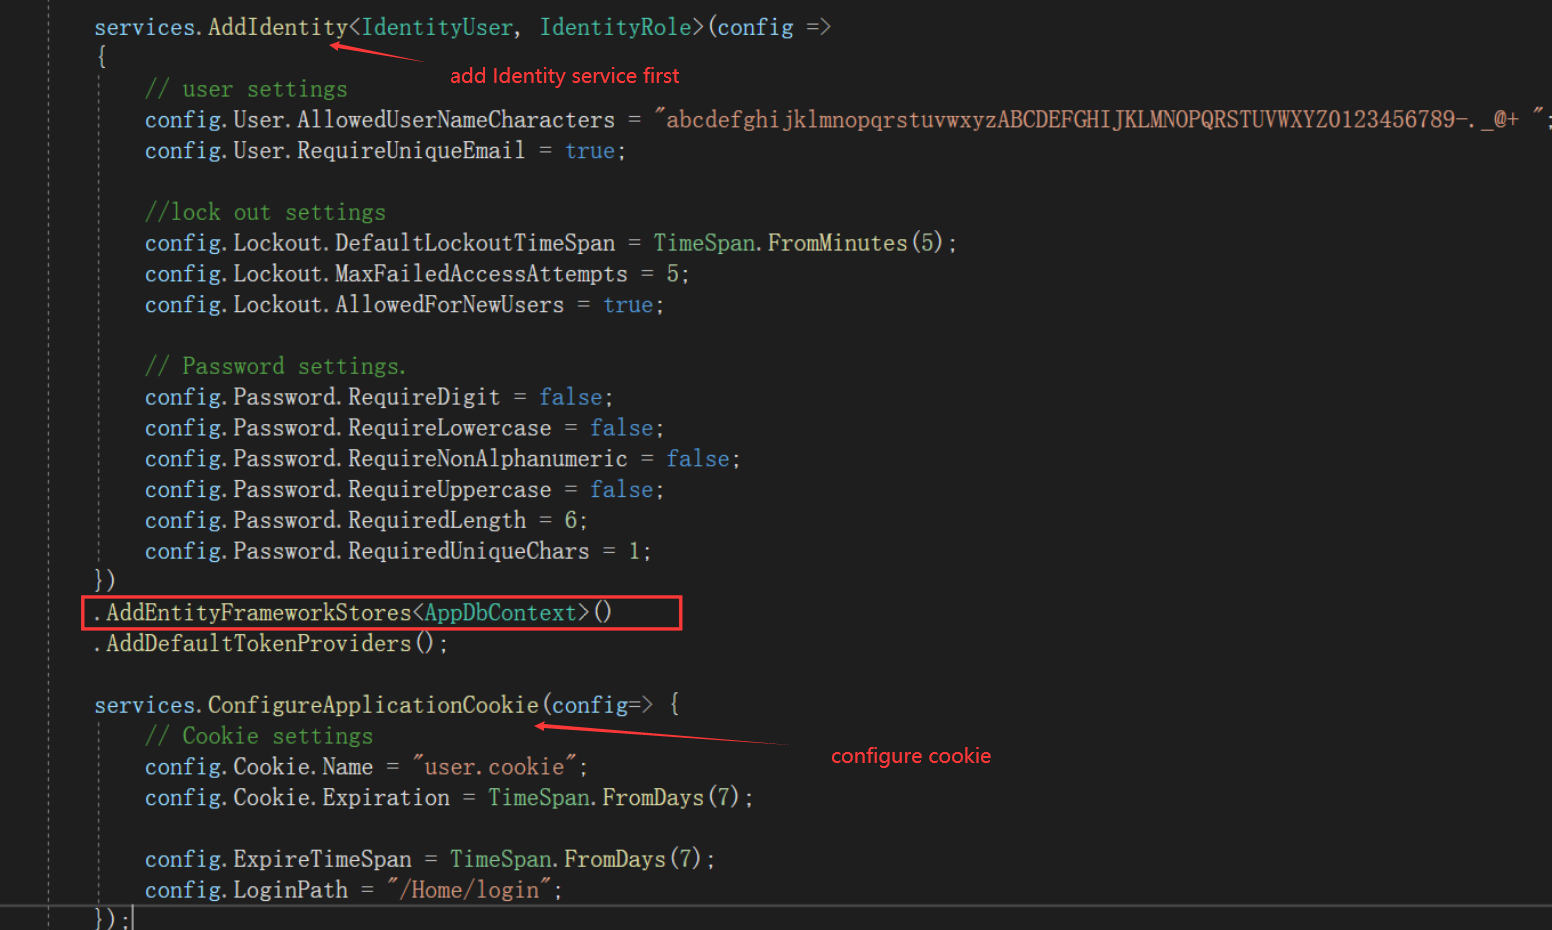 services.AddIdentity<IdentityUser, IdentityRole>(config =>
{
add Identity service first
// user settings
config.User.AllowedUserNameCharacters = "abcdefghijklmnopqrstuvwxyzABCDEFGHIJKLMNOPQRSTUVWXYZ0123456789-._@+ ";
config.User.RequireUniqueEmail = true;
//lock out settings
config.Lockout.DefaultLockoutTimeSpan = TimeSpan.FromMinutes(5);
config.Lockout.MaxFailedAccessAttempts = 5;
config.Lockout.AllowedForNewUsers = true;
// Password settings.
config.Password.RequireDigit = false;
config.Password.RequireLowercase = false;
config.Password.RequireNonAlphanumeric = false;
config.Password.RequireUppercase = false;
config.Password.RequiredLength = 6;
config.Password.RequiredUniqueChars = 1;
})
.AddEntityFrameworkStores<AppDbContext>()
.AddDefaultTokenProviders();
services.ConfigureApplicationCookie(config=> {
// Cookie settings
configure cookie
config.Cookie.Name = "user.cookie";
config.Cookie.Expiration = TimeSpan.FromDays(7);
config.ExpireTimeSpan = TimeSpan.FromDays(7);
config.LoginPath = "/Home/login";
});